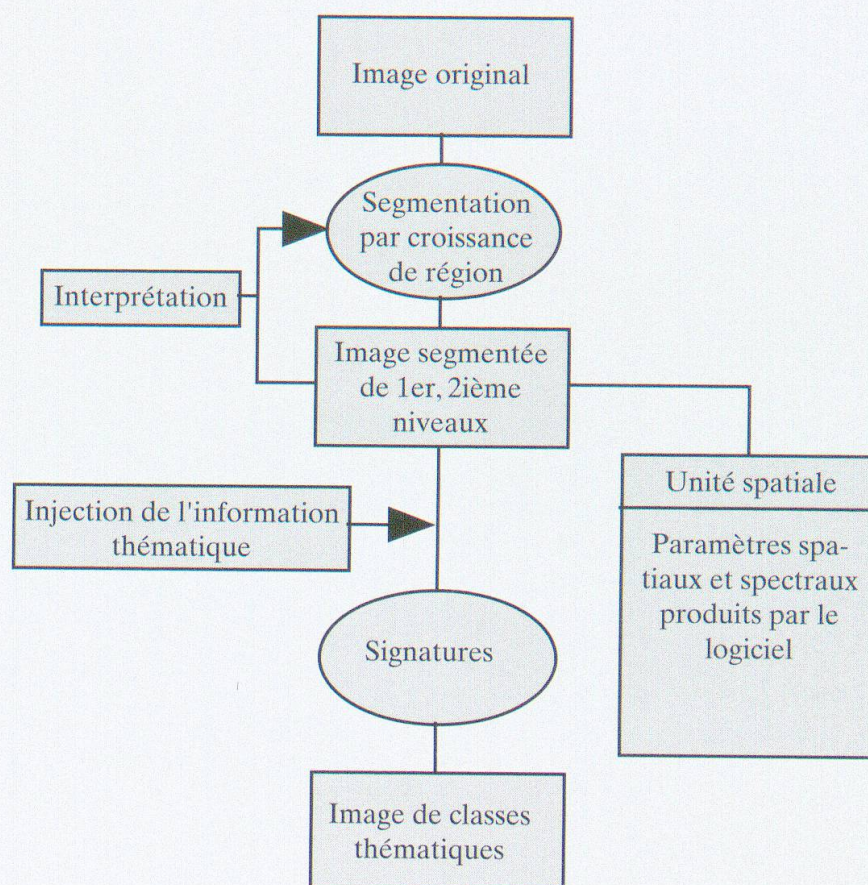 Image original
Segmentation
par croissance
de région
Interprétation
Image segmentée
de 1er, 2ième
niveaux
Unité spatiale
Injection de l'information
thématique
Paramètres spa-
tiaux et spectraux
produits par le
logiciel
Signatures
Image de classes
thématiques